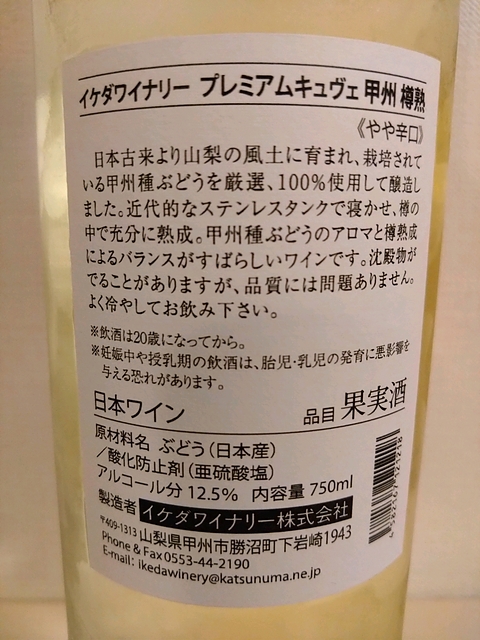 イケダワイナリー プレミアムキュヴェ 甲州 樽熟
《やや辛口》
日本古来より山梨の風土に育まれ、栽培されて
いる甲州種ぶどうを厳選、100%使用して醸造し
ました。近代的なステンレスタンクで寝かせ、樽の
中で充分に熟成。甲州種ぶどうのアロマと樽熟成
によるバランスがすばらしいワインです。沈殿物が
でることがありますが、品質には問題ありません。
よく冷やしてお飲み下さい。
※飲酒は20歳になってから。
※妊娠中や授乳期の飲酒は、胎児・乳児の発育に悪影響を
与える恐れがあります。
日本ワイン 品目 果実酒
原材料名 ぶどう(日本産)
/酸化防止剤(亜硫酸塩)
アルコール分 12.5% 内容量 750ml
製造者 イケダワイナリー株式会社
〒409-1313 山梨県甲州市勝沼町下岩崎1943
Phone & Fax 0553-44-2190
E-mail: ikedawinery@katsunuma.ne.jp
4 582167 121218